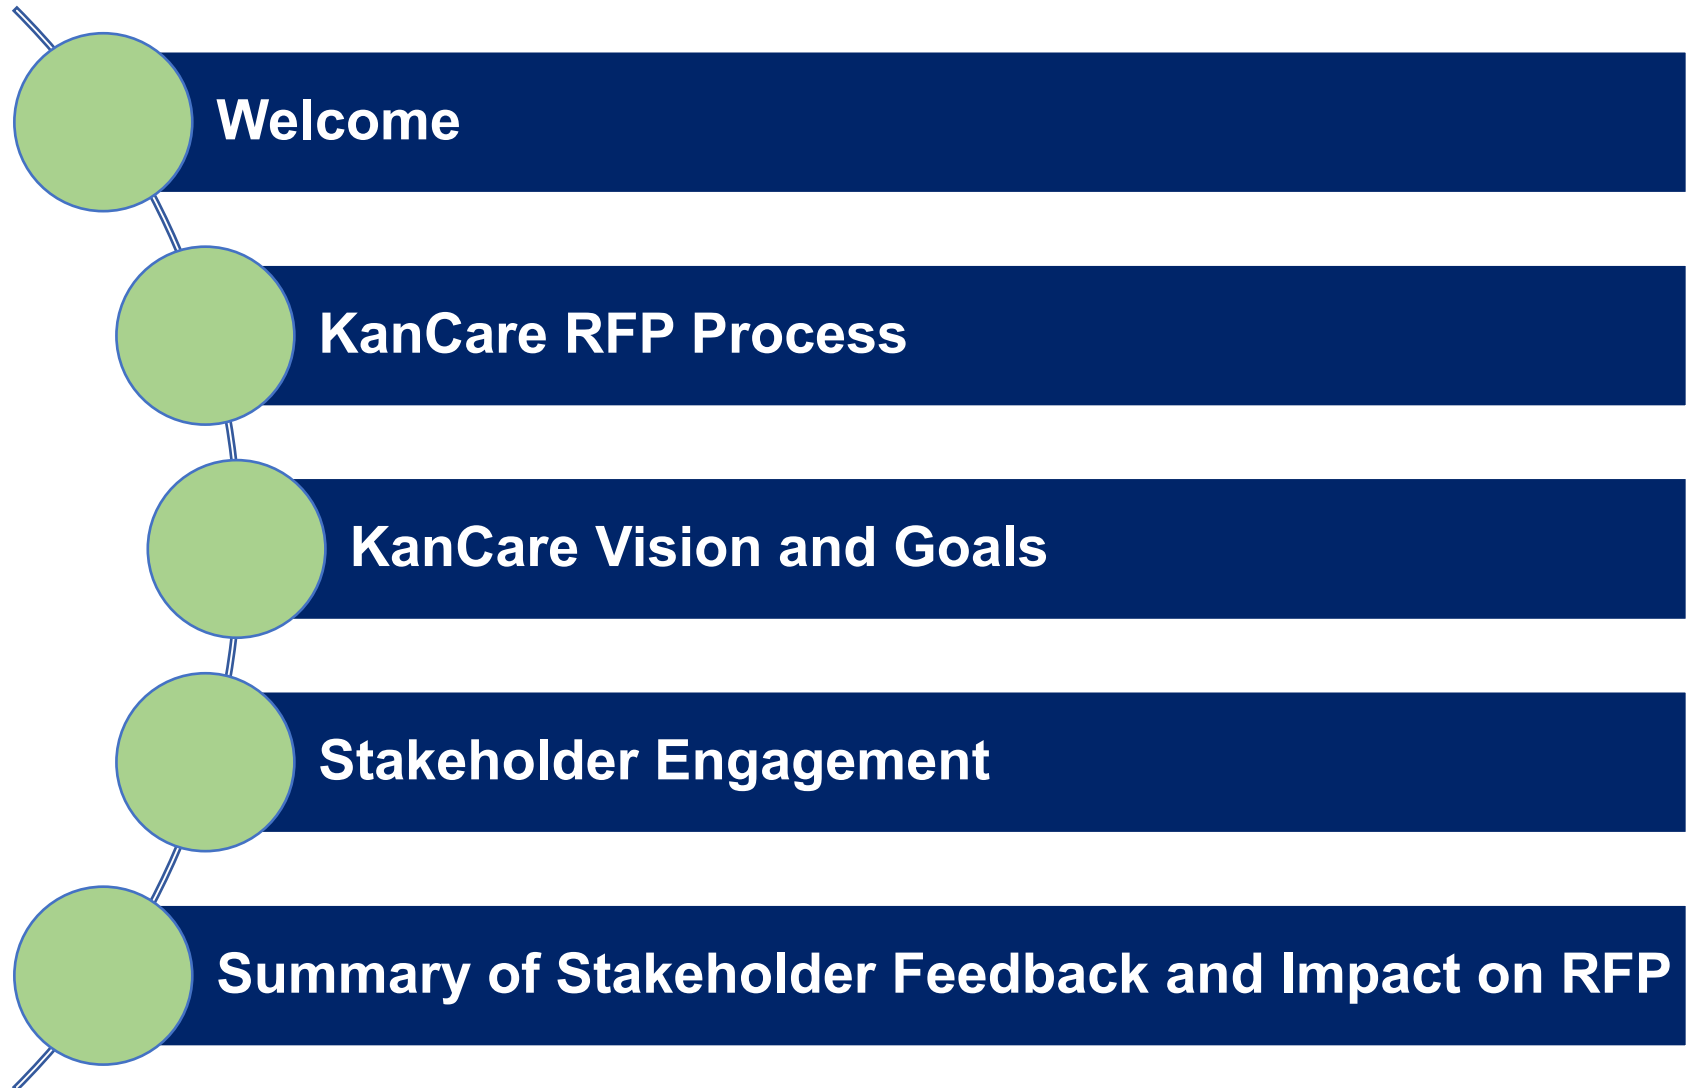 Welcome
KanCare RFP Process
KanCare Vision and Goals
Stakeholder Engagement
Summary of Stakeholder Feedback and Impact on RFP